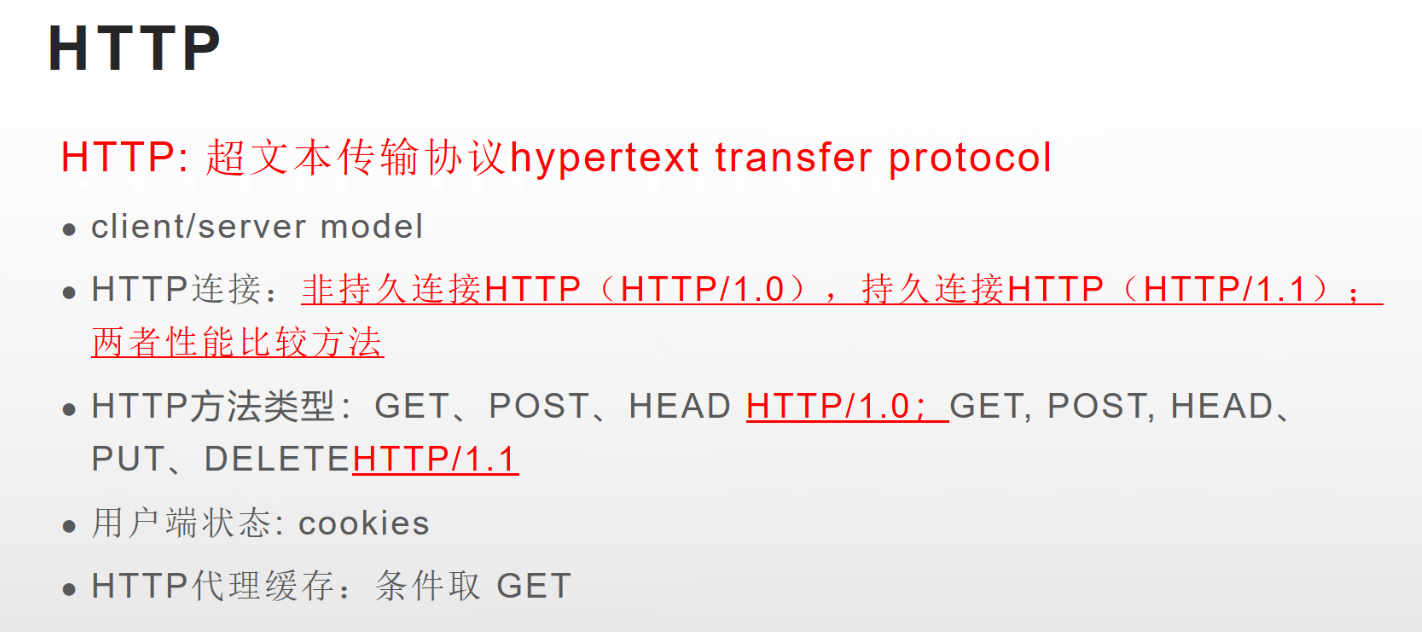 HTTP
HTTP: 超文本传输协议hypertext transfer protocol
• client/server model
• HTTP连接：非持久连接HTTP（HTTP/1.0），持久连接HTTP（HTTP/1.1）；
两者性能比较方法
• HTTP方法类型：GET、POST、HEAD HTTP/1.0；GET, POST, HEAD、
PUT、DELETEHTTP/1.1
• 用户端状态: cookies
• HTTP代理缓存：条件取 GET